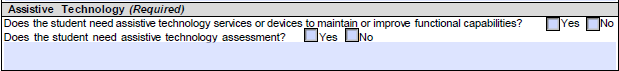 Assistive Technology (Required)
Does the student need assistive technology services or devices to maintain or improve functional capabilities? Yes No
Does the student need assistive technology assessment? Yes No